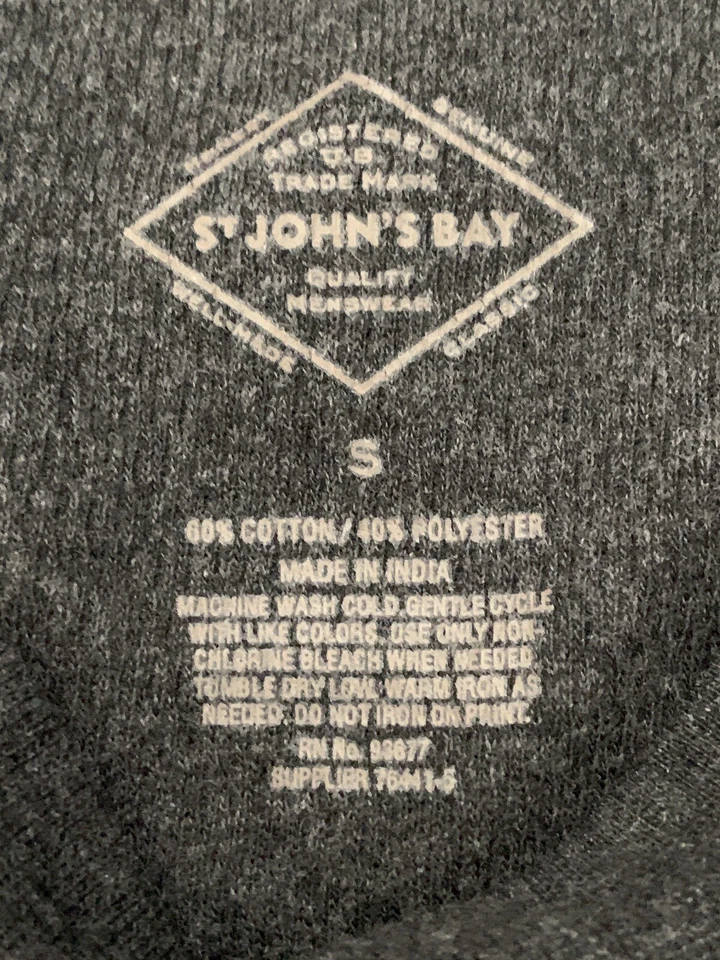 GENUINE
REGISTERED
U.S.
TRADE MARK
ST JOHN'S BAY
QUALITY
MENSWEAR
WELL-MADE
CLASSIC
S
60% COTTON / 40% POLYESTER
MADE IN INDIA
MACHINE WASH COLD, GENTLE CYCLE
WITH LIKE COLORS. USE ONLY NON-
CHLORINE BLEACH WHEN NEEDED.
TUMBLE DRY LOW. WARM IRON AS
NEEDED. DO NOT IRON ON PRINT.
RN No. 93677
SUPPLIER